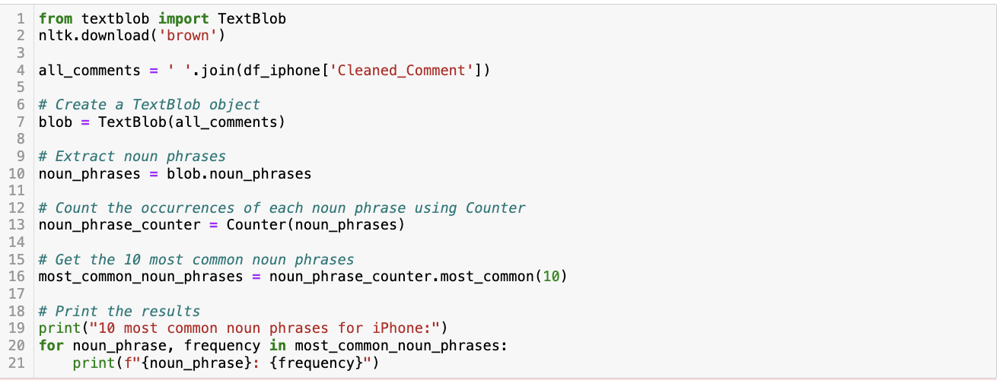 1 from textblob import TextBlob
2 nltk.download('brown')
3
4 all_comments = ' '.join(df_iphone['Cleaned_Comment'])
5
6 # Create a TextBlob object
7 blob = TextBlob(all_comments)
8
9 # Extract noun phrases
10 noun_phrases = blob.noun_phrases
11
12 # Count the occurrences of each noun phrase using Counter
13 noun_phrase_counter = Counter(noun_phrases)
14
15 # Get the 10 most common noun phrases
16 most_common_noun_phrases = noun_phrase_counter.most_common(10)
17
18 # Print the results
19 print("10 most common noun phrases for iPhone:")
20 for noun_phrase, frequency in most_common_noun_phrases:
21     print(f"{noun_phrase}: {frequency}")